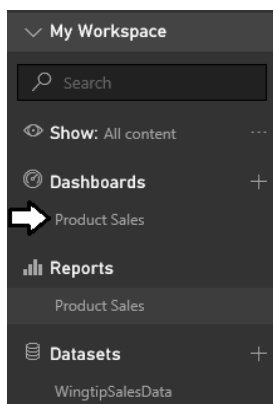 My Workspace
Search
Show: All content ...
Dashboards +
Product Sales
Reports
Product Sales
Datasets +
WingtipSalesData